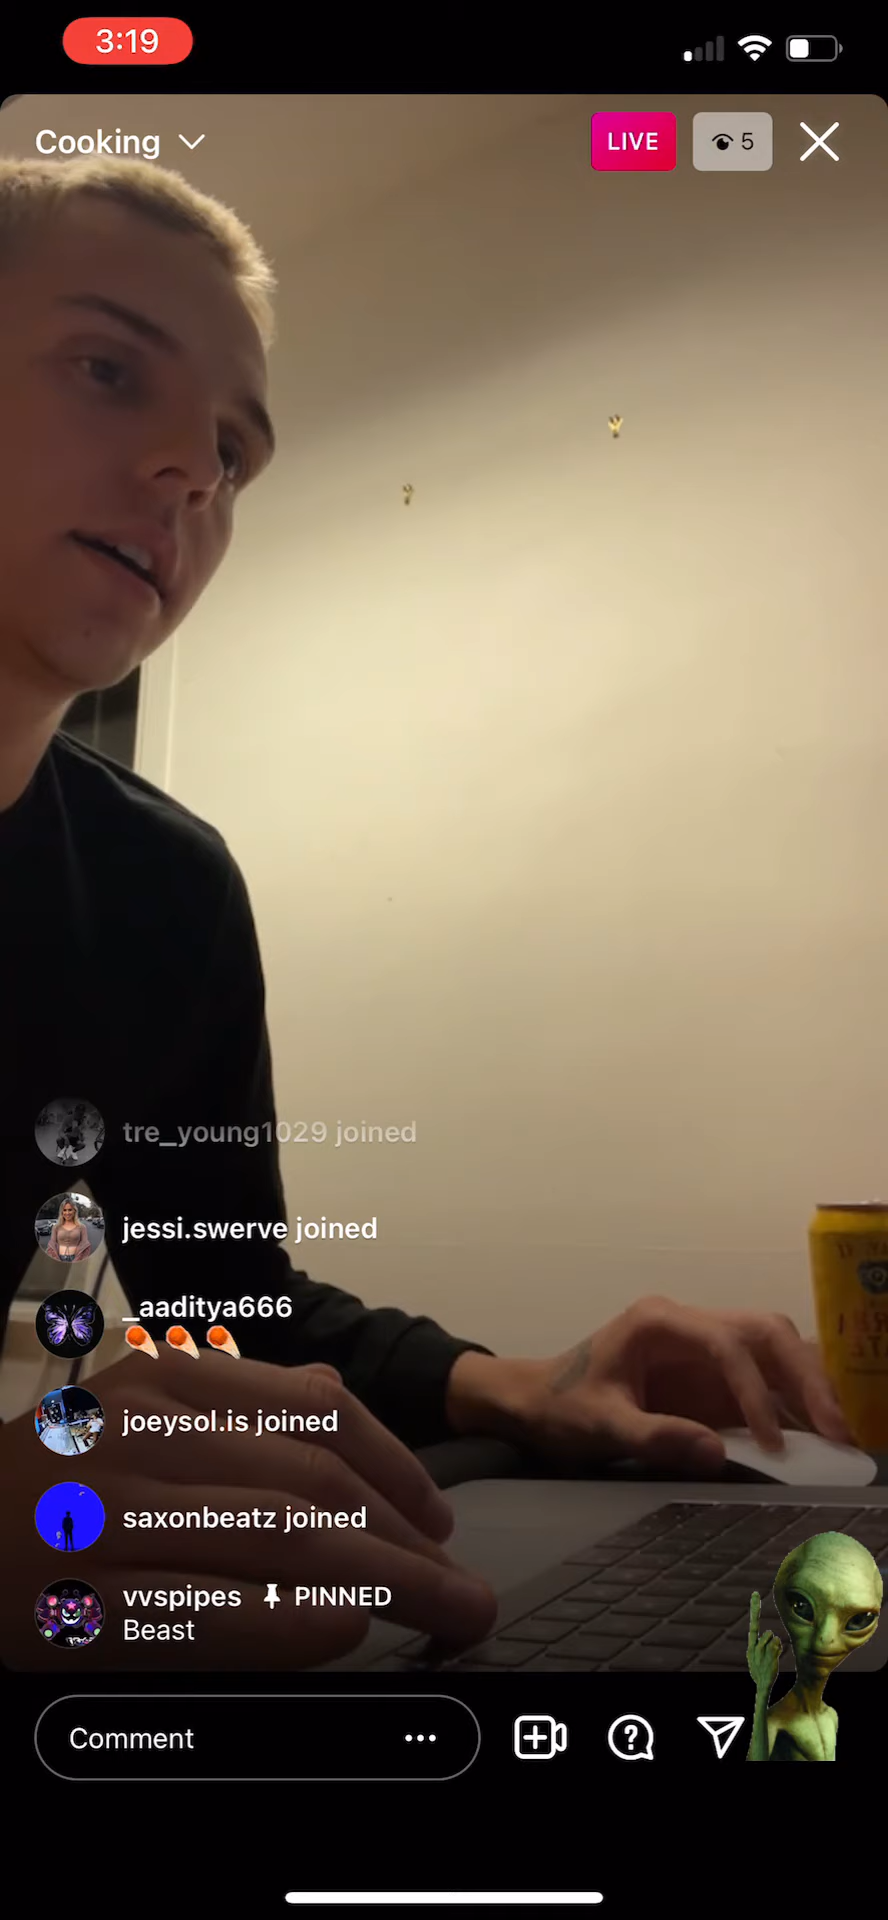 3:19
Cooking
LIVE
5
tre_young1029 joined
jessi.swerve joined
_aaditya666
joeysol.is joined
saxonbeatz joined
vvspipes PINNED
Beast
Comment